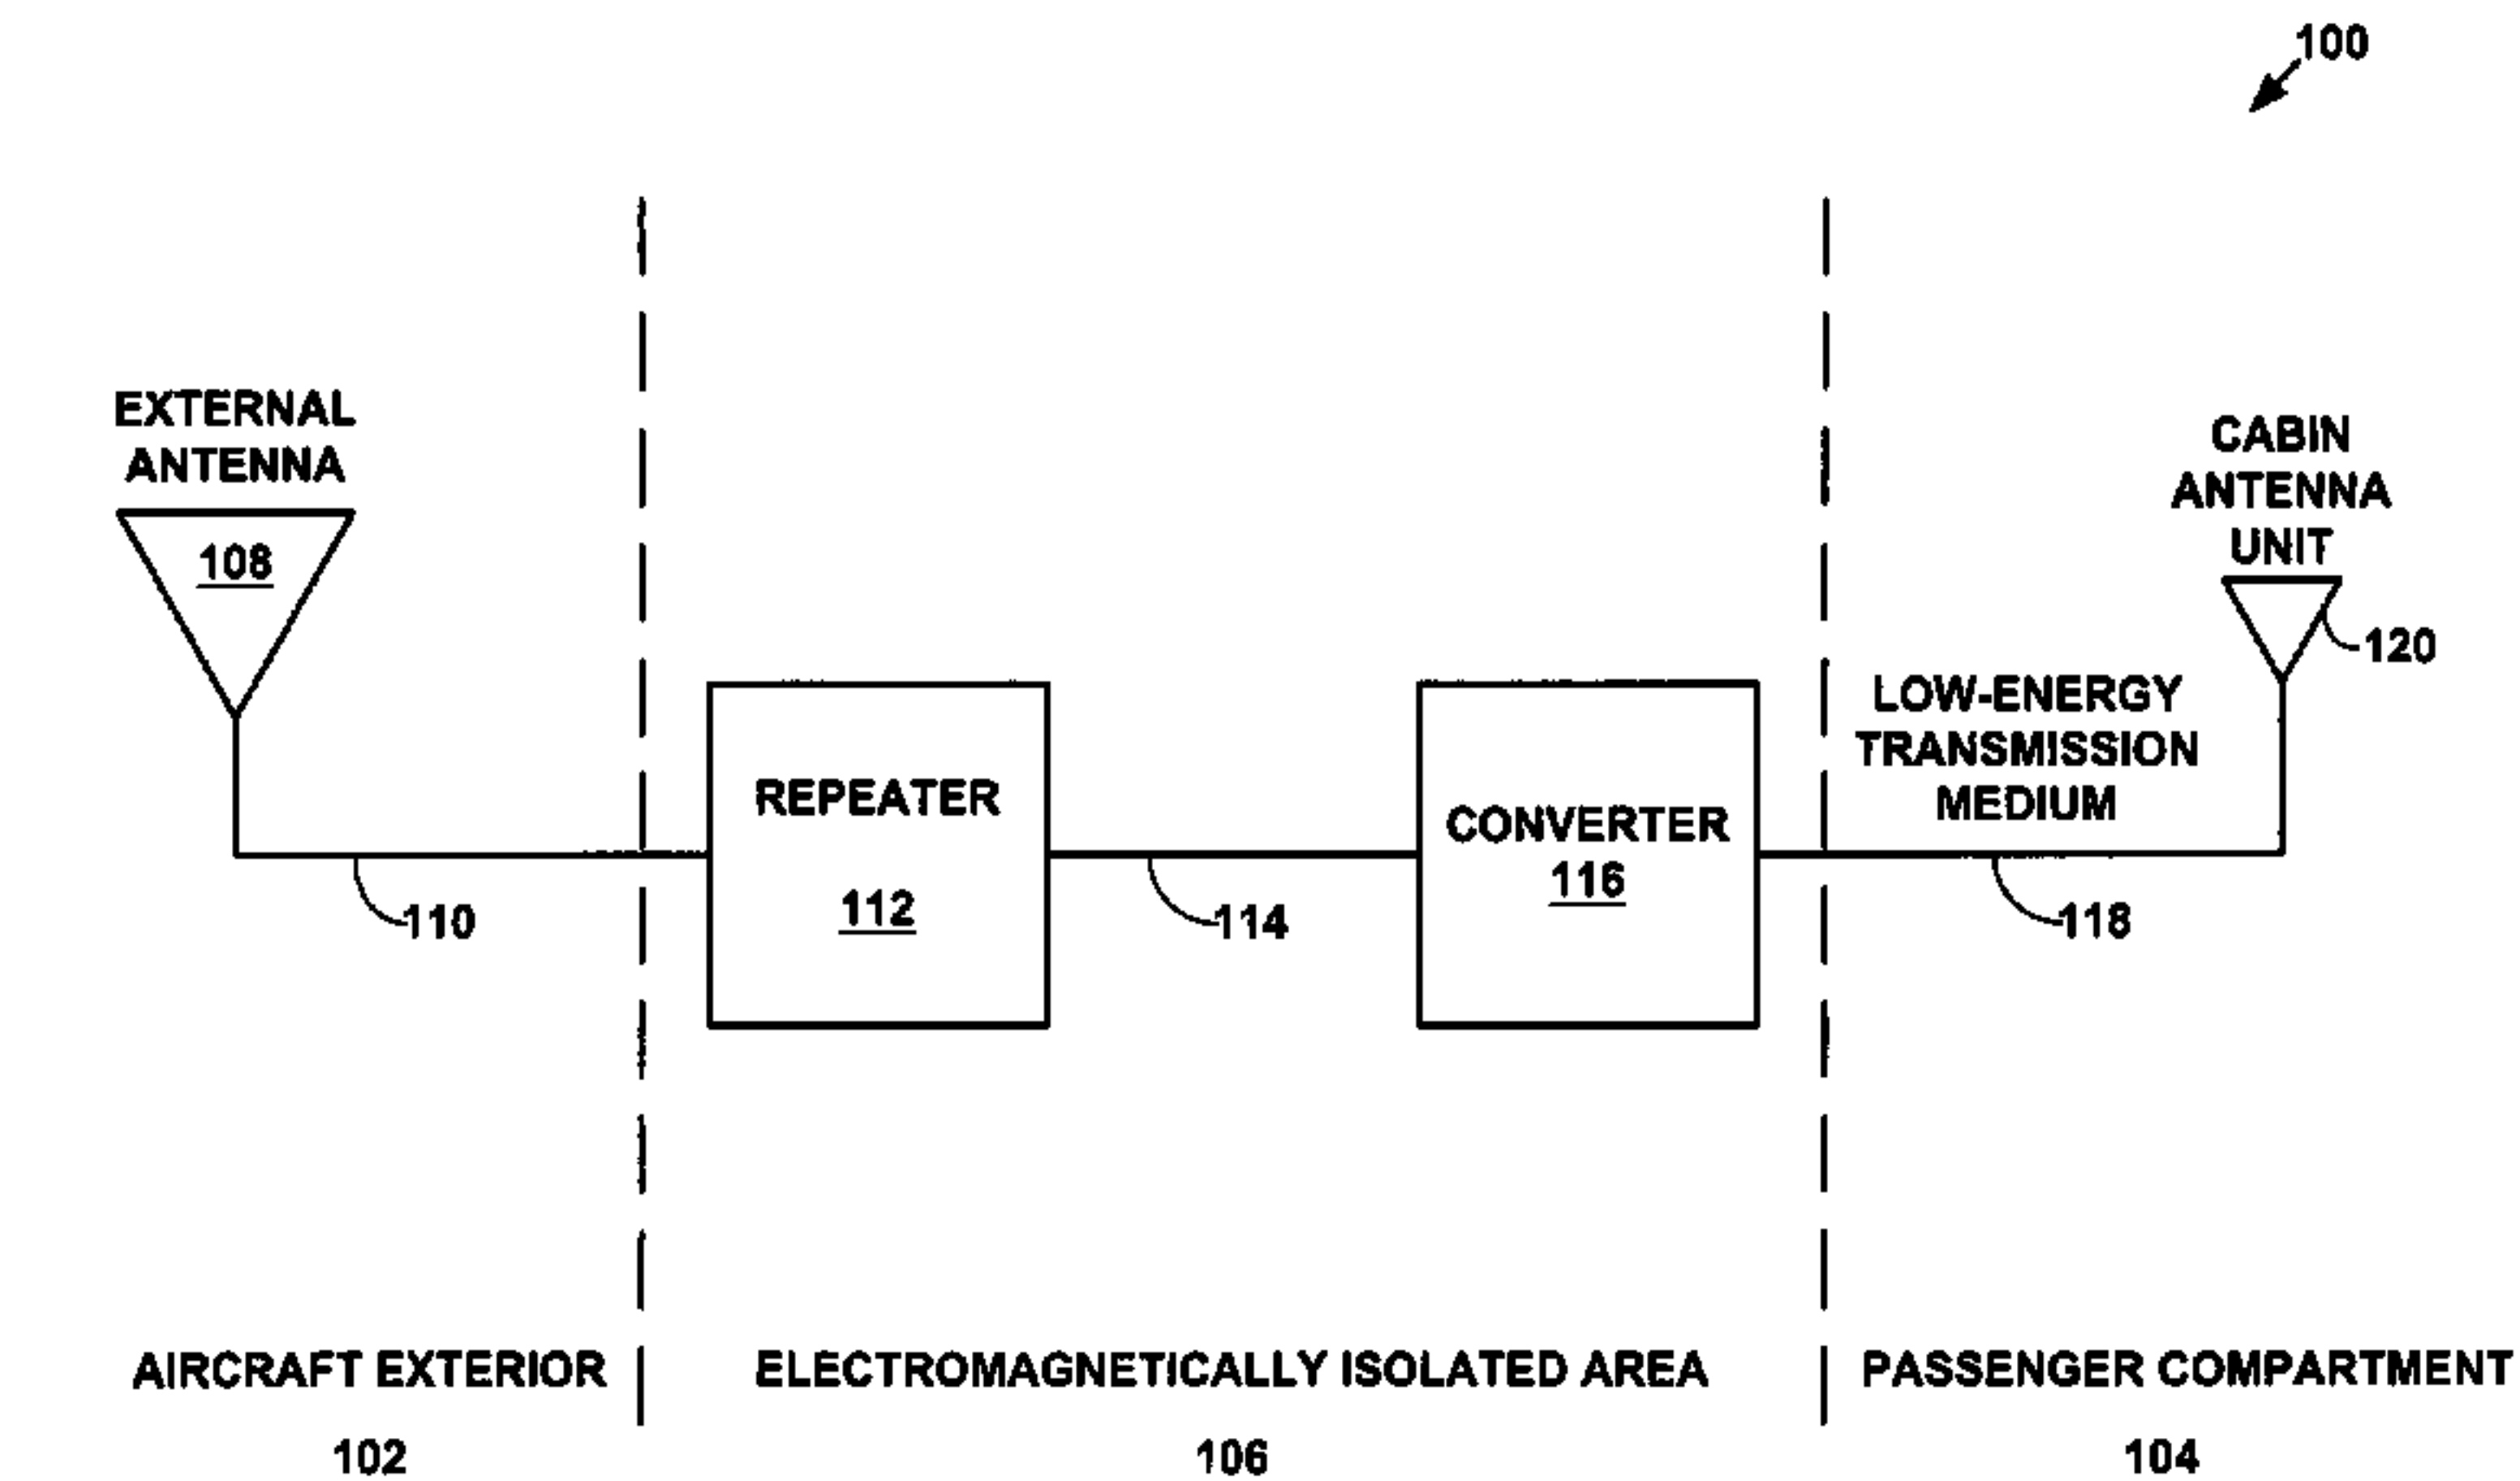 100
EXTERNAL
ANTENNA
108
110
REPEATER
112
114
CONVERTER
116
LOW-ENERGY
TRANSMISSION
MEDIUM
118
CABIN
ANTENNA
UNIT
120
AIRCRAFT EXTERIOR
102
ELECTROMAGNETICALLY ISOLATED AREA
106
PASSENGER COMPARTMENT
104